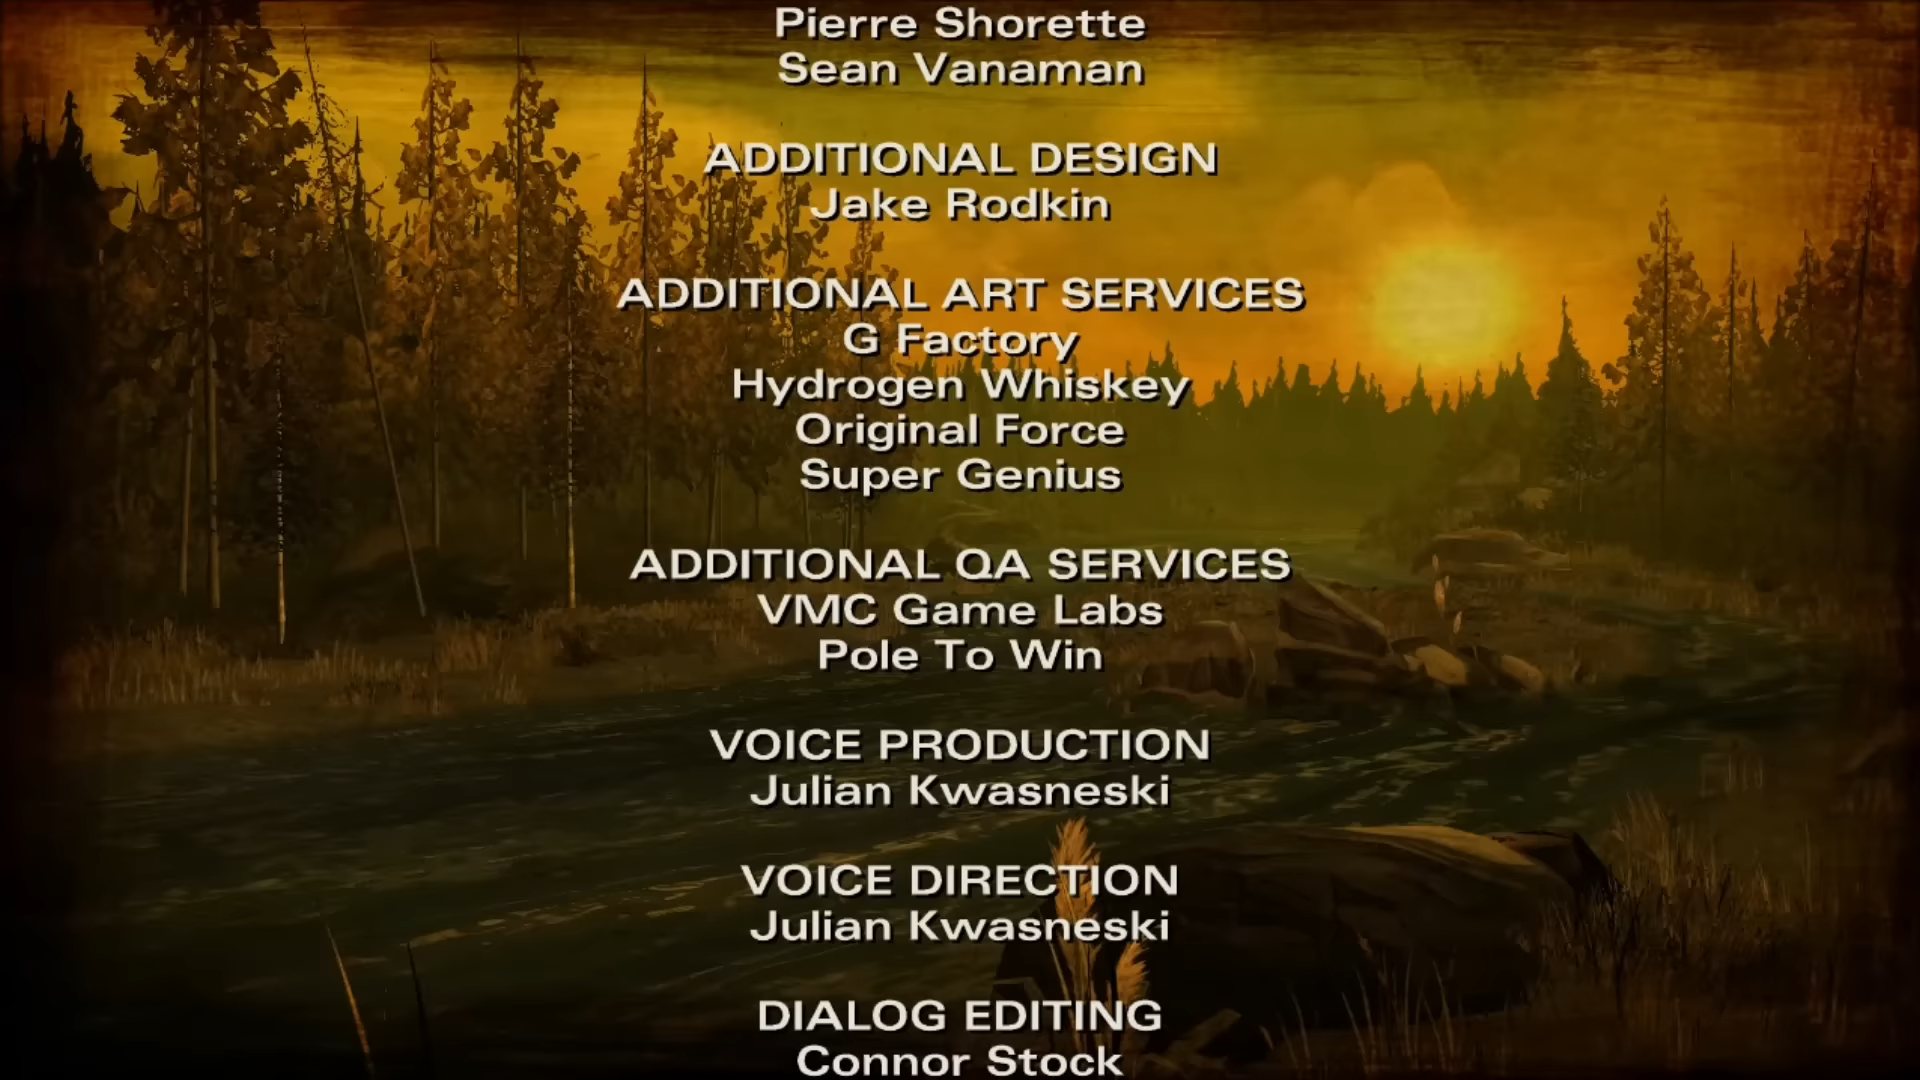 Pierre Shorette
Sean Vanaman
ADDITIONAL DESIGN
Jake Rodkin
ADDITIONAL ART SERVICES
G Factory
Hydrogen Whiskey
Original Force
Super Genius
ADDITIONAL QA SERVICES
VMC Game Labs
Pole To Win
VOICE PRODUCTION
Julian Kwasneski
VOICE DIRECTION
Julian Kwasneski
DIALOG EDITING
Connor Stock